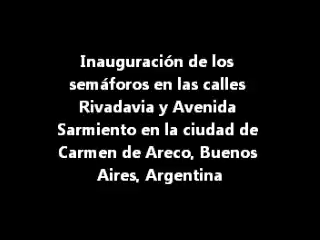 Inauguración de los
semáforos en las calles
Rivadavia y Avenida
Sarmiento en la ciudad de
Carmen de Areco, Buenos
Aires, Argentina